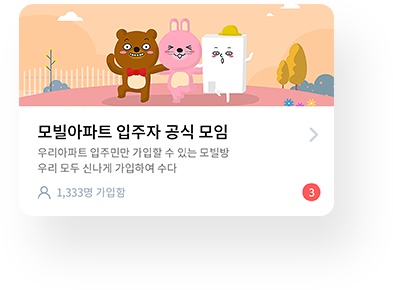 모빌아파트 입주자 공식 모임
우리아파트 입주민만 가입할 수 있는 모빌방
우리 모두 신나게 가입하여 수다
1,333명 가입함
3